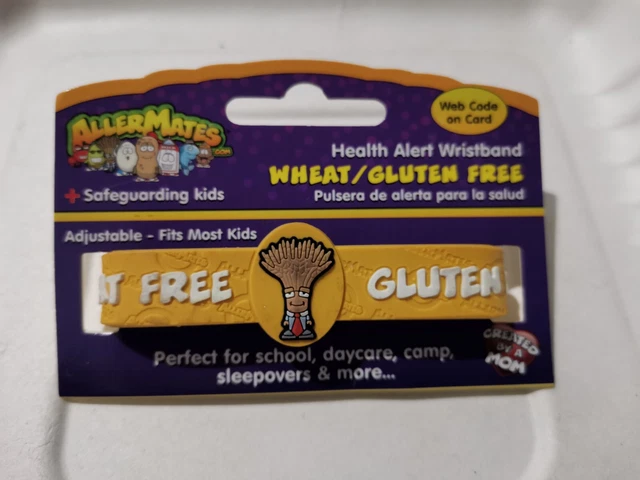 Web Code
on Card
ALLERMATES.COM
Health Alert Wristband
WHEAT/GLUTEN FREE
+ Safeguarding kids
Pulsera de alerta para la salud
Adjustable - Fits Most Kids
AT FREE
GLUTEN
CREATED
BY A
MOM
Perfect for school, daycare, camp,
sleepovers & more...